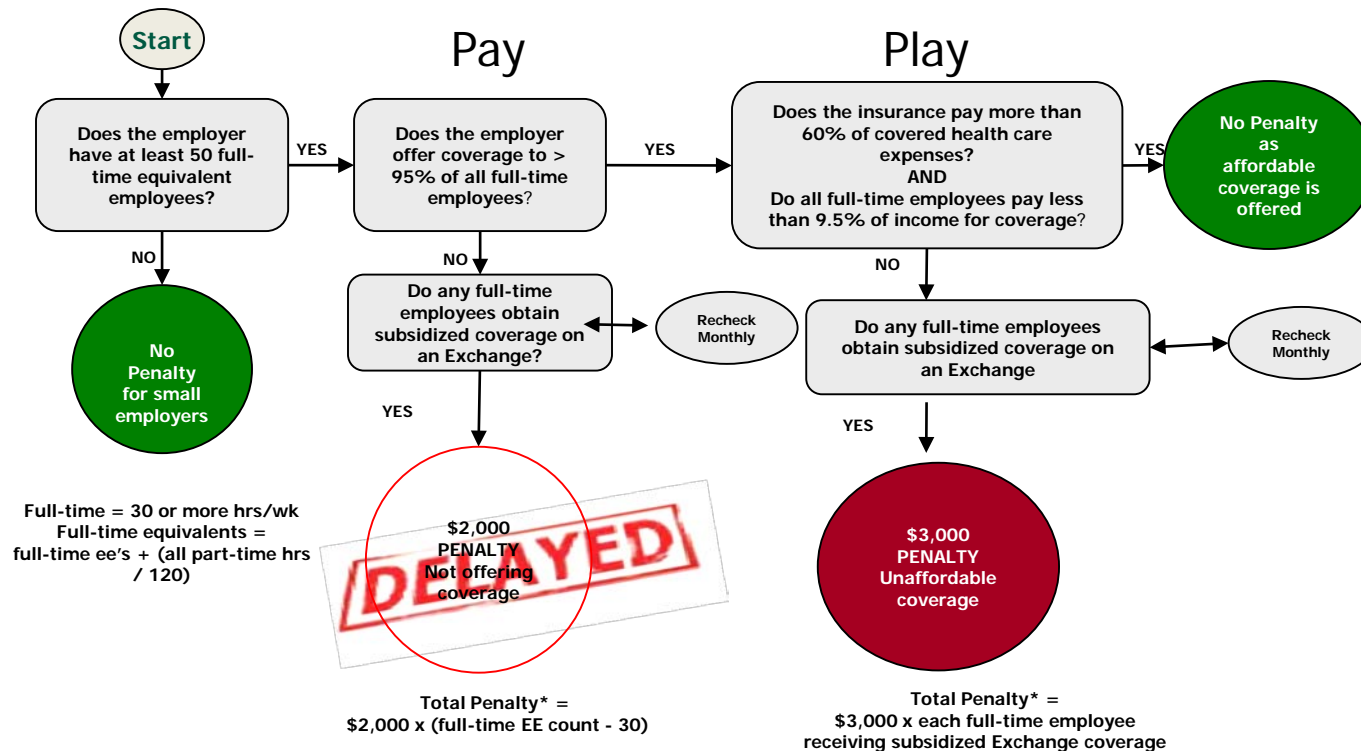 Start
Pay
Play
Does the employer
have at least 50 full-
time equivalent
employees?
YES
Does the employer
offer coverage to >
95% of all full-time
employees?
YES
Does the insurance pay more than
60% of covered health care
expenses?
AND
Do all full-time employees pay less
than 9.5% of income for coverage?
YES
No Penalty
as
affordable
coverage is
offered
NO
NO
NO
No
Penalty
for small
employers
Do any full-time
employees obtain
subsidized coverage on
an Exchange?
Recheck
Monthly
Do any full-time employees
obtain subsidized coverage on
an Exchange
Recheck
Monthly
YES
YES
Full-time = 30 or more hrs/wk
Full-time equivalents =
full-time ee's + (all part-time hrs
/ 120)
$2,000
PENALTY
Not offering
coverage
DELAYED
$3,000
PENALTY
Unaffordable
coverage
Total Penalty* =
$2,000 x (full-time EE count - 30)
Total Penalty* =
$3,000 x each full-time employee
receiving subsidized Exchange coverage